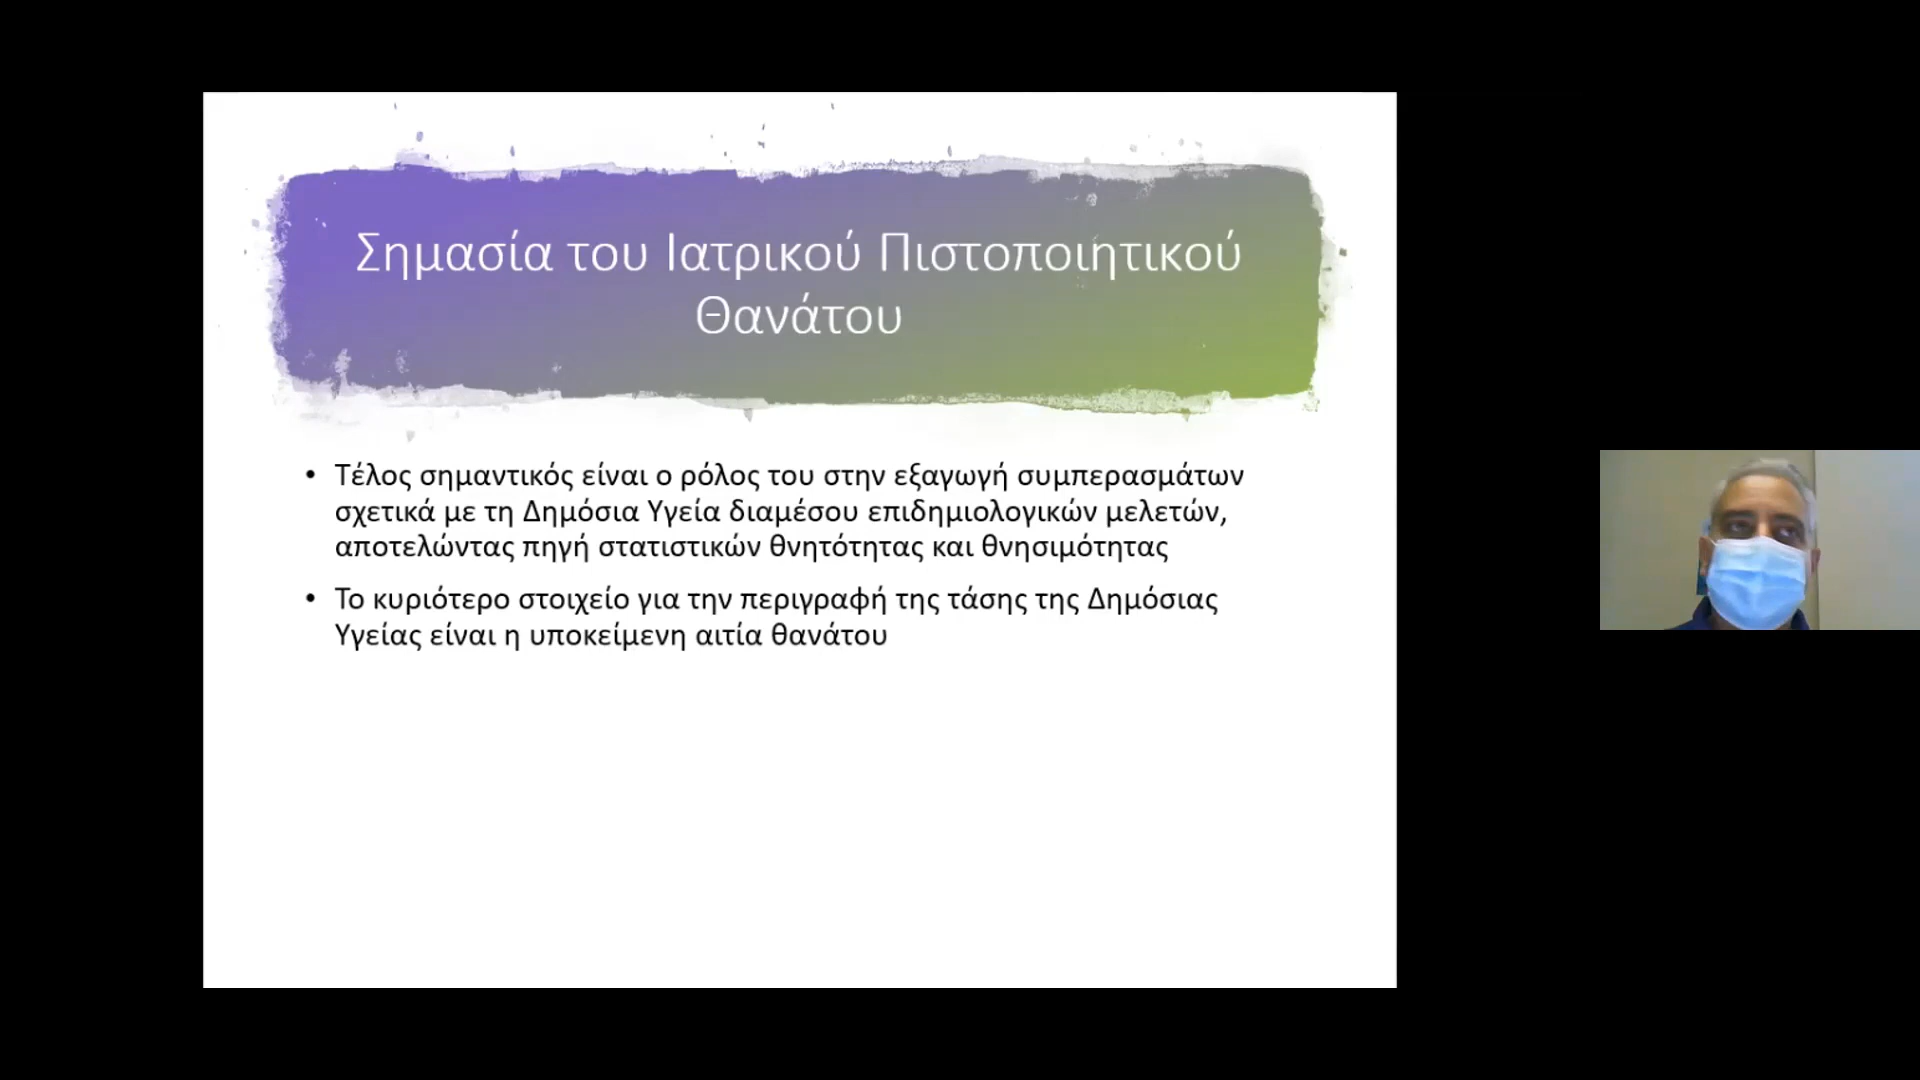 Σημασία του Ιατρικού Πιστοποιητικού
Θανάτου
• Τέλος σημαντικός είναι ο ρόλος του στην εξαγωγή συμπερασμάτων
σχετικά με τη Δημόσια Υγεία διαμέσου επιδημιολογικών μελετών,
αποτελώντας πηγή στατιστικών θνητότητας και θνησιμότητας
• Το κυριότερο στοιχείο για την περιγραφή της τάσης της Δημόσιας
Υγείας είναι η υποκείμενη αιτία θανάτου